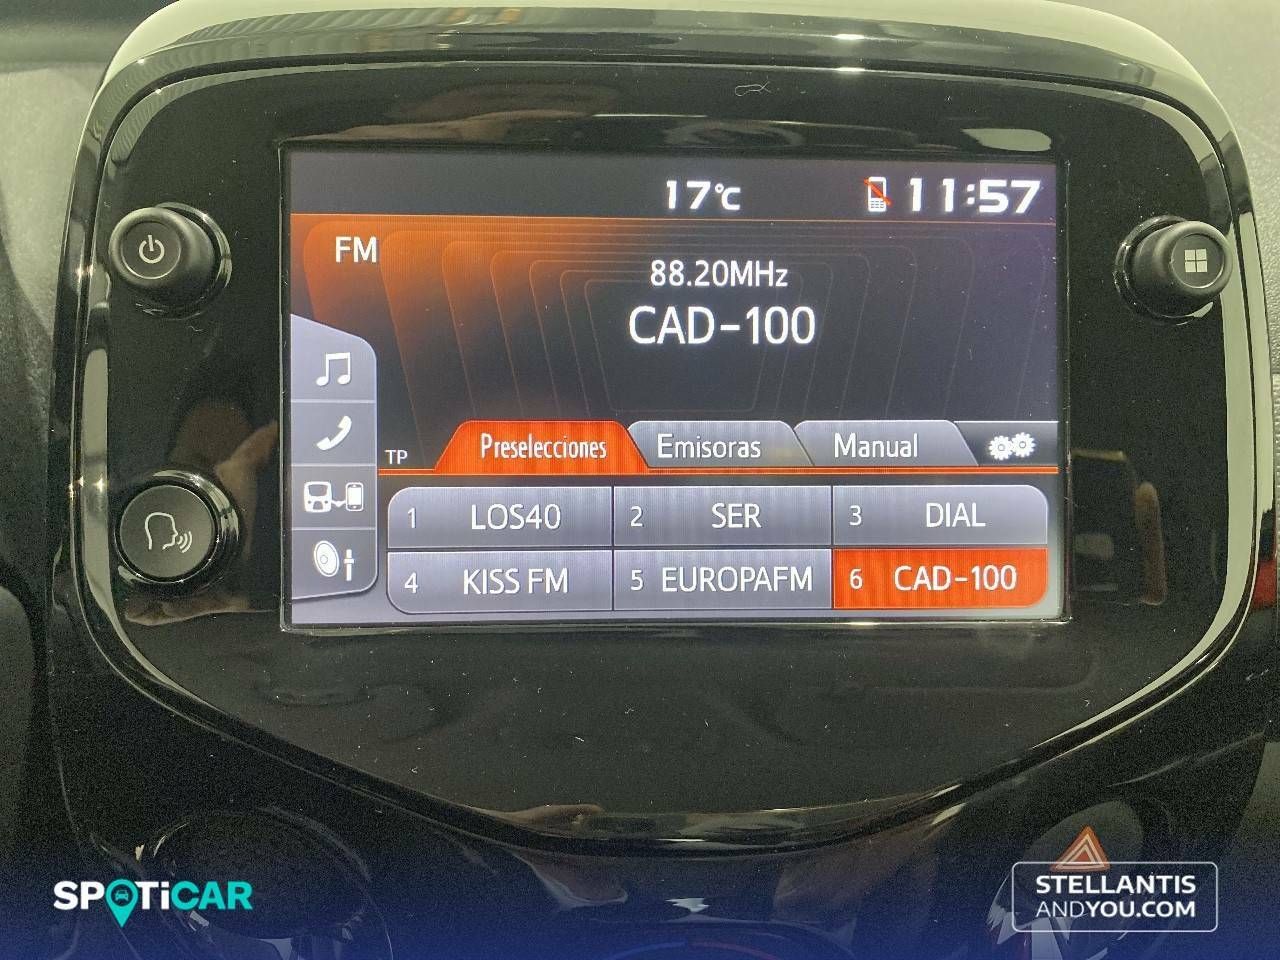 17°C
11:57
FM
88.20MHz
CAD-100
TP
Preselecciones
Emisoras
Manual
1 LOS40
2 SER
3 DIAL
4 KISS FM
5 EUROPAFM
6 CAD-100
SPOTiCAR
STELLANTIS
ANDYOU.COM